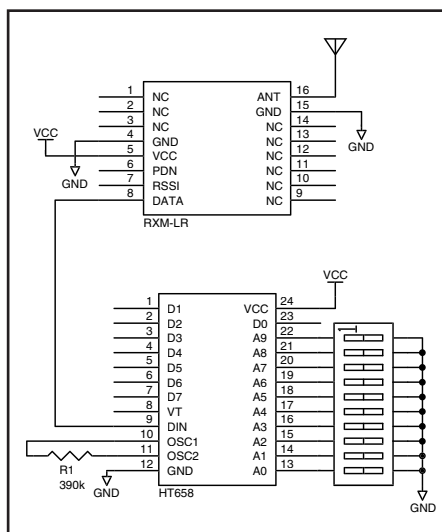 1 NC ANT 16
2 NC GND 15
3 NC NC 14
4 GND NC 13
5 VCC NC 12
6 PDN NC 11
7 RSSI NC 10
8 DATA NC 9
VCC
GND
GND
RXM-LR
VCC
1 D1 VCC 24
2 D2 D0 23
3 D3 A9 22
4 D4 A8 21
5 D5 A7 20
6 D6 A6 19
7 D7 A5 18
8 VT A4 17
9 DIN A3 16
10 OSC1 A2 15
11 OSC2 A1 14
12 GND A0 13
1
R1
390k
GND
HT658
GND